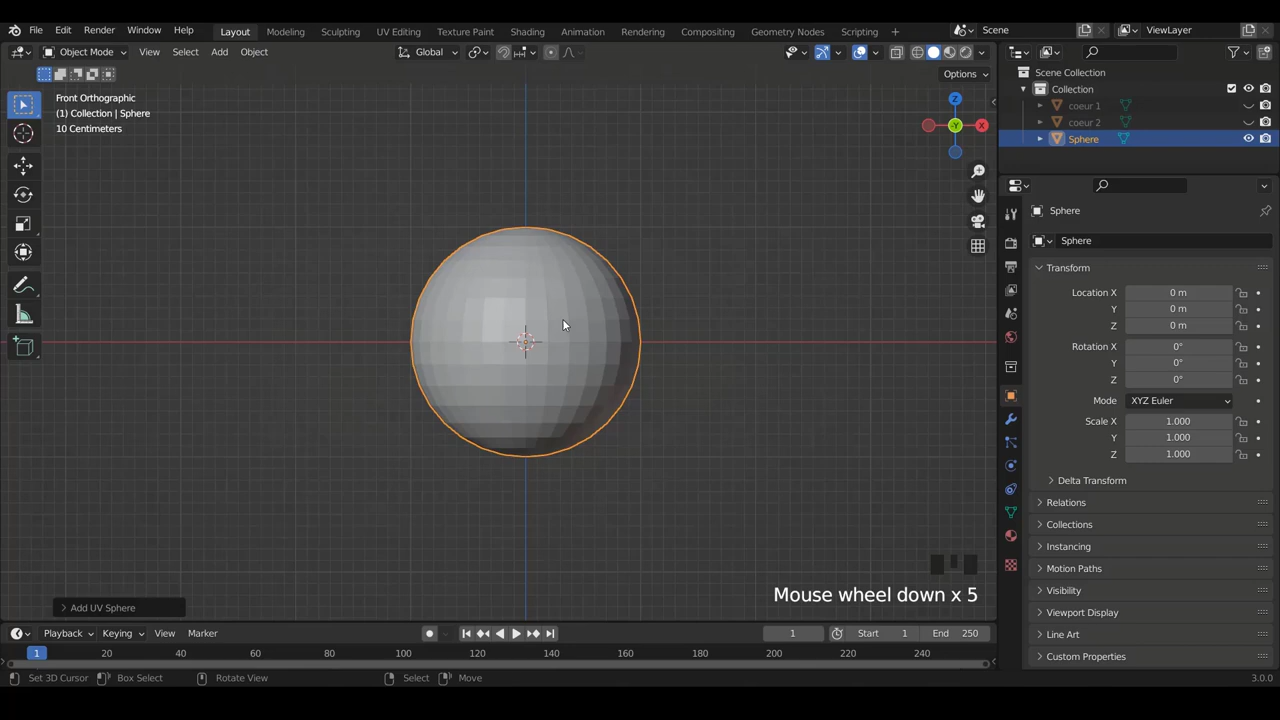 File Edit Render Window Help Layout Modeling Sculpting UV Editing Texture Paint Shading Animation Rendering Compositing Geometry Nodes Scripting Scene ViewLayer
Object Mode View Select Add Object Global
Options
Front Orthographic
(1) Collection | Sphere
10 Centimeters
Z
X
Y
Scene Collection
Collection
coeur 1
coeur 2
Sphere
Sphere
Sphere
Transform
Location X 0 m
Y 0 m
Z 0 m
Rotation X 0°
Y 0°
Z 0°
Mode XYZ Euler
Scale X 1.000
Y 1.000
Z 1.000
Delta Transform
Relations
Collections
Instancing
Motion Paths
Visibility
Viewport Display
Line Art
Custom Properties
Mouse wheel down x 5
Add UV Sphere
Playback Keying View Marker 1 Start 1 End 250
1 20 40 60 80 100 120 140 160 180 200 220 240
Set 3D Cursor Box Select Rotate View Select Move 3.0.0